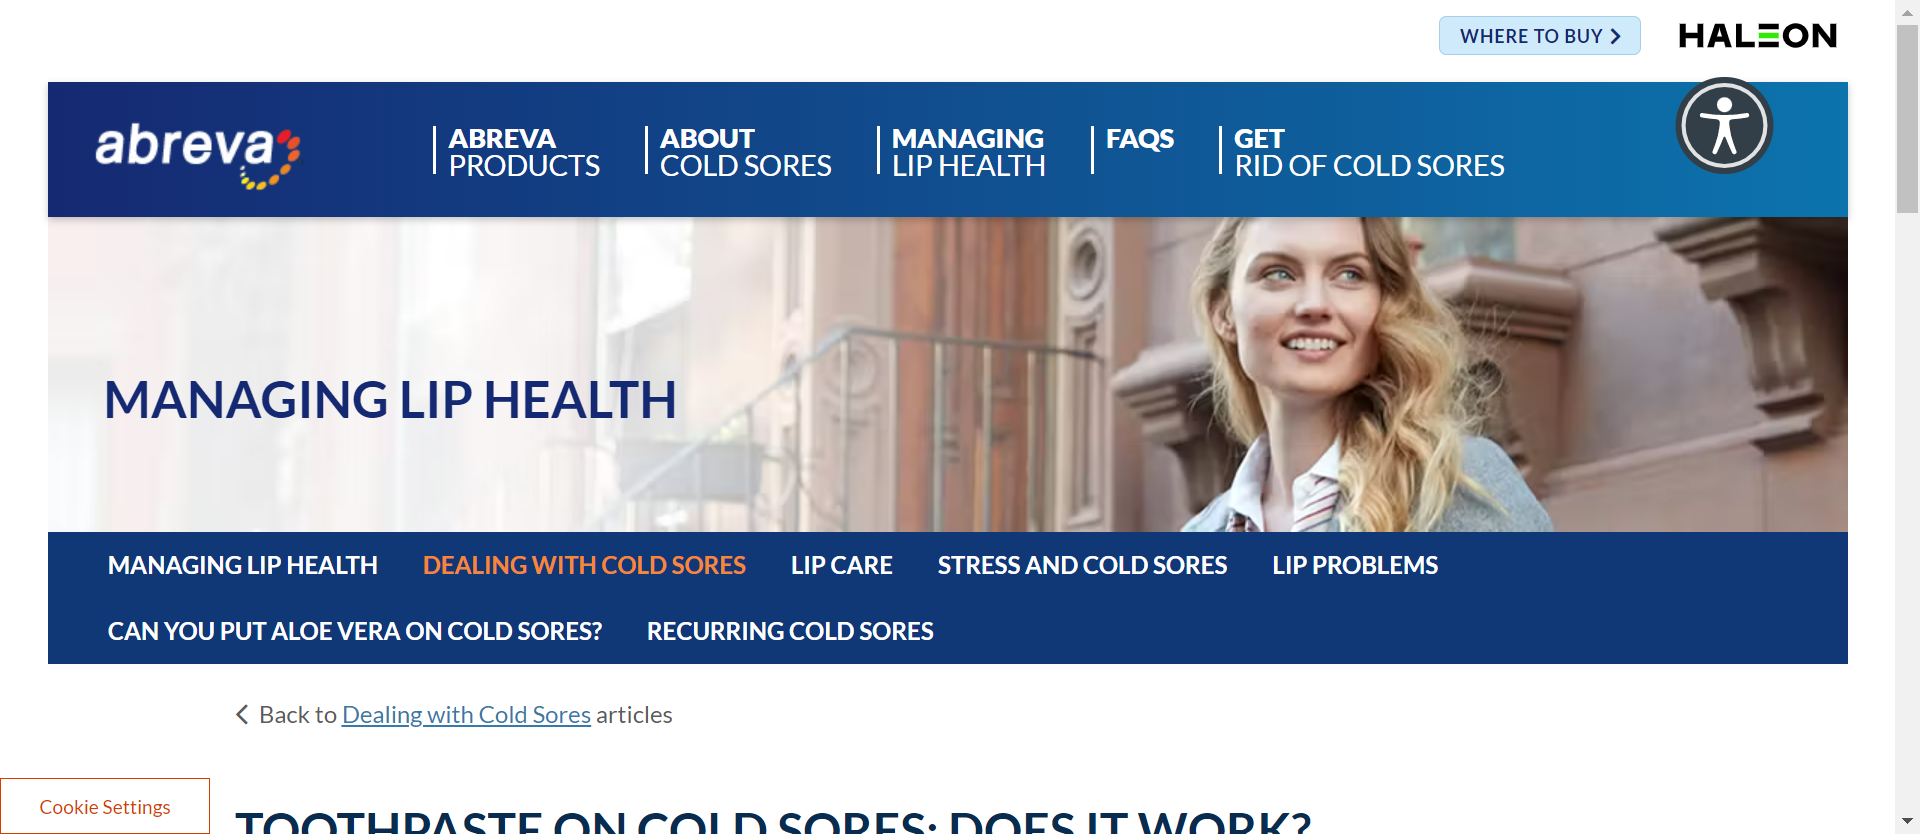 WHERE TO BUY
HALEON
abreva
ABREVA
PRODUCTS
ABOUT
COLD SORES
MANAGING
LIP HEALTH
FAQS
GET
RID OF COLD SORES
MANAGING LIP HEALTH
MANAGING LIP HEALTH
DEALING WITH COLD SORES
LIP CARE
STRESS AND COLD SORES
LIP PROBLEMS
CAN YOU PUT ALOE VERA ON COLD SORES?
RECURRING COLD SORES
Back to Dealing with Cold Sores articles
Cookie Settings
TOOTHPASTE ON COLD SORES: DOES IT WORK?